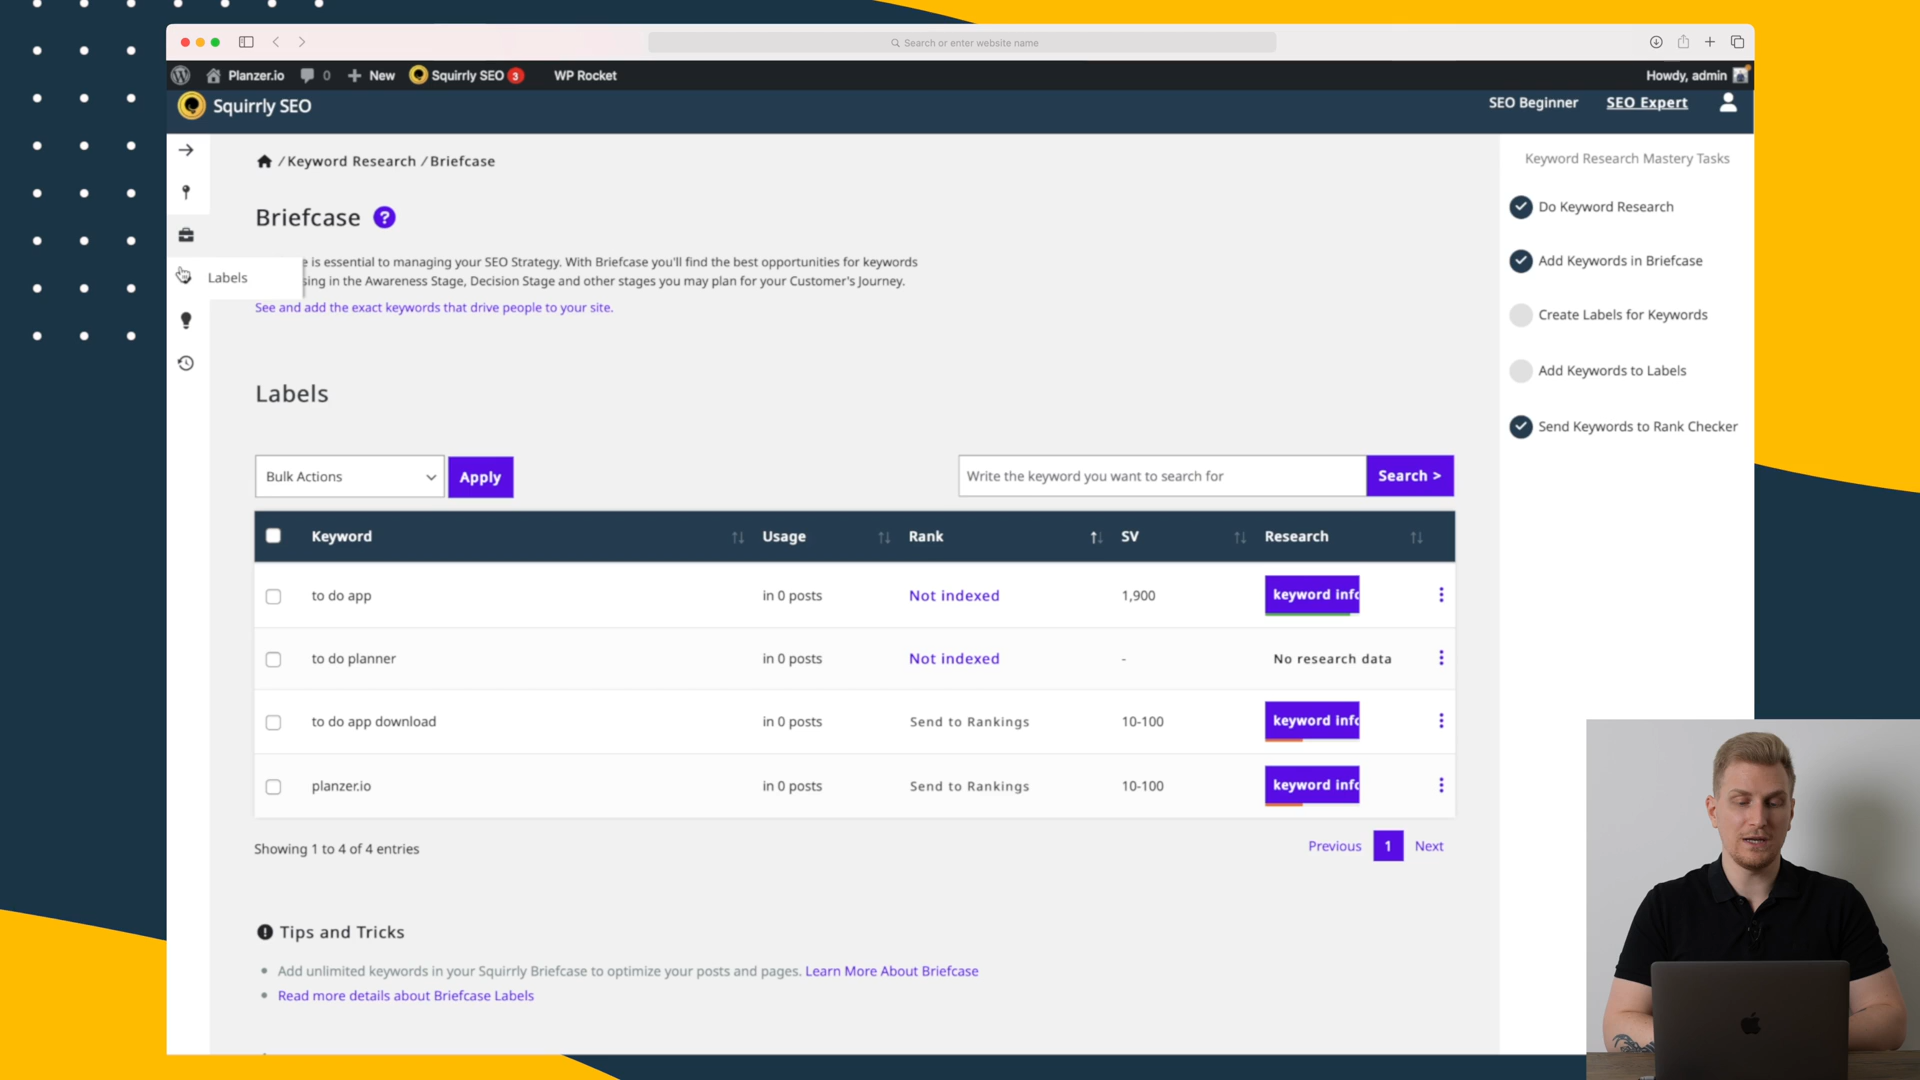 Search or enter website name
Planzer.io
0
New
Squirrly SEO
3
WP Rocket
Howdy, admin
Squirrly SEO
SEO Beginner
SEO Expert
/ Keyword Research / Briefcase
Keyword Research Mastery Tasks
Briefcase ?
Do Keyword Research
e is essential to managing your SEO Strategy. With Briefcase you'll find the best opportunities for keywords
Add Keywords in Briefcase
Labels
sing in the Awareness Stage, Decision Stage and other stages you may plan for your Customer's Journey.
See and add the exact keywords that drive people to your site.
Create Labels for Keywords
Add Keywords to Labels
Labels
Send Keywords to Rank Checker
Bulk Actions
Apply
Write the keyword you want to search for
Search >
Keyword
Usage
Rank
SV
Research
to do app
in 0 posts
Not indexed
1,900
keyword info
to do planner
in 0 posts
Not indexed
-
No research data
to do app download
in 0 posts
Send to Rankings
10-100
keyword info
planzer.io
in 0 posts
Send to Rankings
10-100
keyword info
Showing 1 to 4 of 4 entries
Previous
1
Next
Tips and Tricks
Add unlimited keywords in your Squirrly Briefcase to optimize your posts and pages. Learn More About Briefcase
Read more details about Briefcase Labels